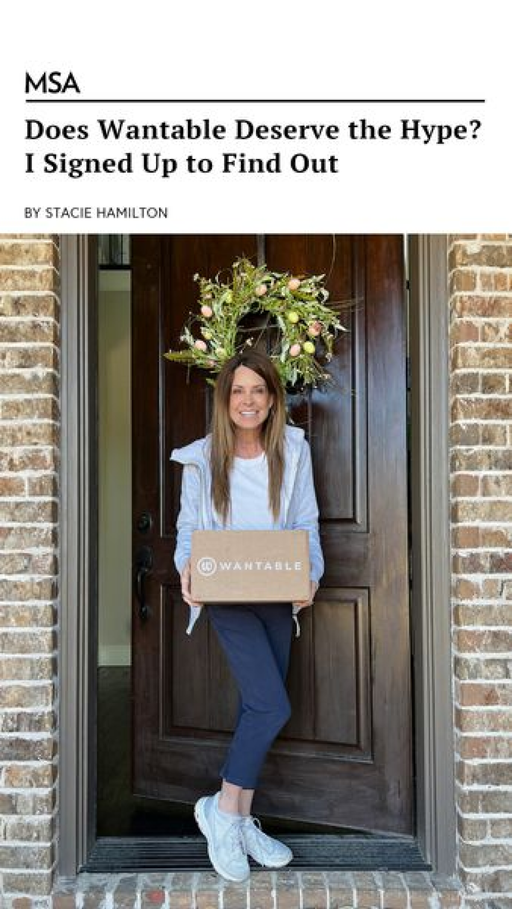 MSA
Does Wantable Deserve the Hype?
I Signed Up to Find Out
BY STACIE HAMILTON
WANTABLE